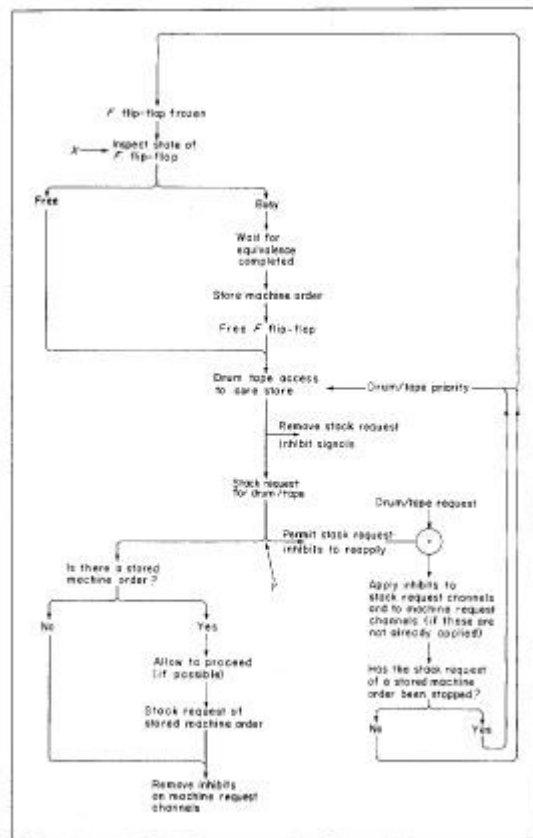 F flip-flop frozen
X
Inspect state of
F flip-flop
Free
Busy
Wait for
equivalence
completed
Store machine order
Free F flip-flop
Drum tape access
to core store
Drum/tape priority
Remove stack request
inhibit signals
Stack request
for drum/tape
Drum/tape request
Permit stack request
inhibits to reapply
Is there a stored
machine order?
Apply inhibits to
stack request channels
and to machine request
channels (if these are
not already applied)
No
Yes
Allow to proceed
(if possible)
Has the stack request
of a stored machine
order been stopped?
Stack request of
stored machine order
No
Yes
Remove inhibits
on machine request
channels